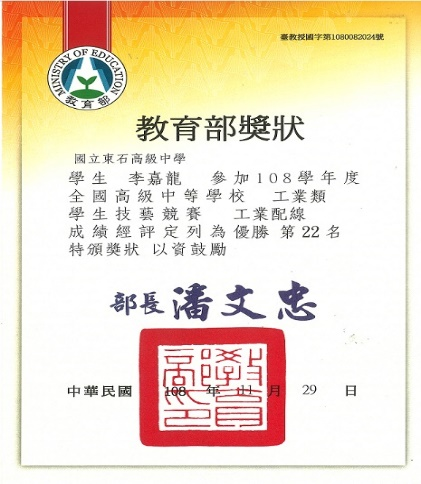 臺教授國字第1080082024號
MINISTRY OF EDUCATION
教育部
教育部獎狀
國立東石高級中學
學生 李嘉龍 參加108學年度
全國高級中等學校 工業類
學生技藝競賽 工業配線
成績經評定列為優勝 第22名
特頒獎狀 以資鼓勵
部長 潘文忠
中華民國 108 年 11 月 29 日